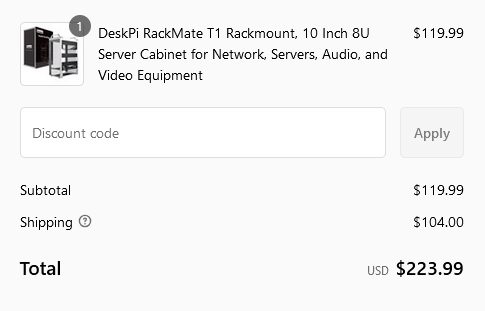 1
DeskPi RackMate T1 Rackmount, 10 Inch 8U $119.99
Server Cabinet for Network, Servers, Audio, and
Video Equipment
Discount code Apply
Subtotal $119.99
Shipping ? $104.00
Total USD $223.99